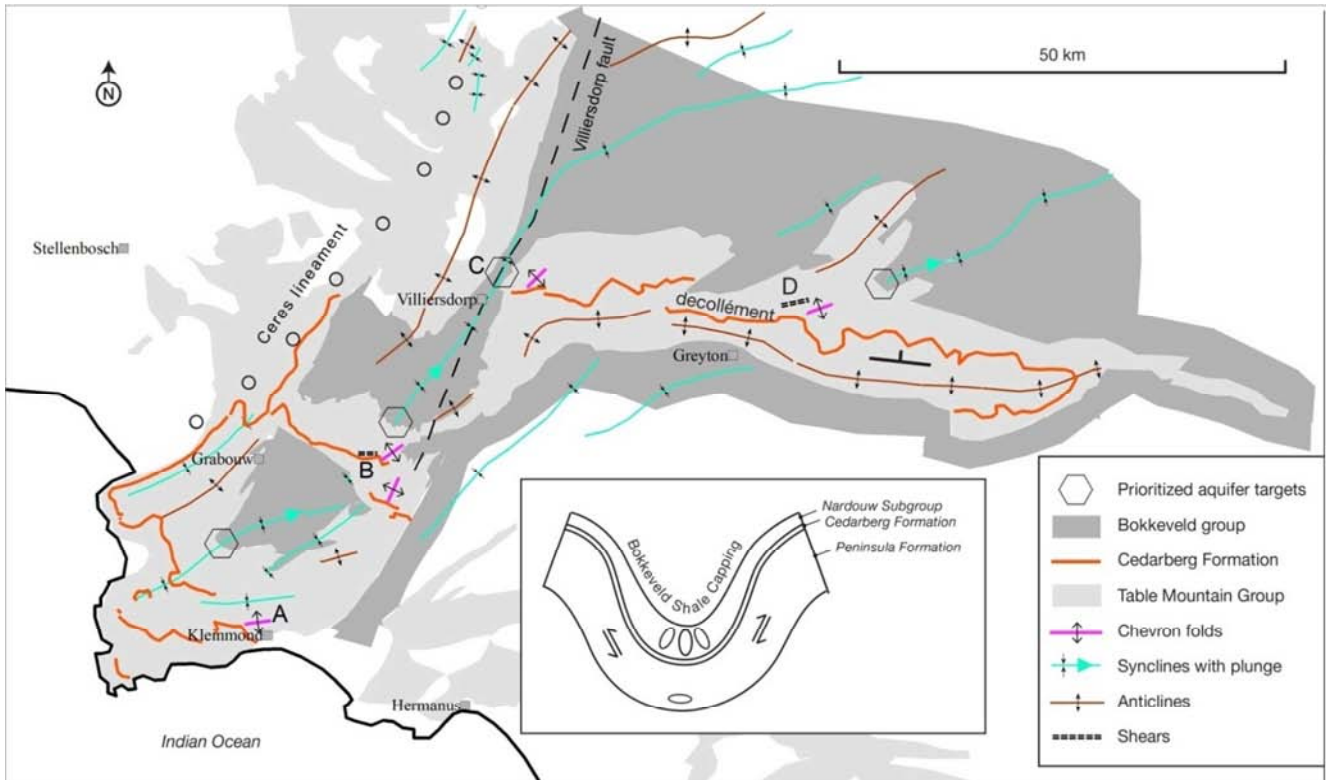 50 km
N
Villiersdorp fault
Stellenbosch
Ceres lineament
C
Villiersdorp
D
decollément
Greyton
Grabouw
B
A
Klemmond
Hermanus
Indian Ocean
Nardouw Subgroup
Cedarberg Formation
Peninsula Formation
Bokkeveld Shale Capping
Prioritized aquifer targets
Bokkeveld group
Cedarberg Formation
Table Mountain Group
Chevron folds
Synclines with plunge
Anticlines
Shears